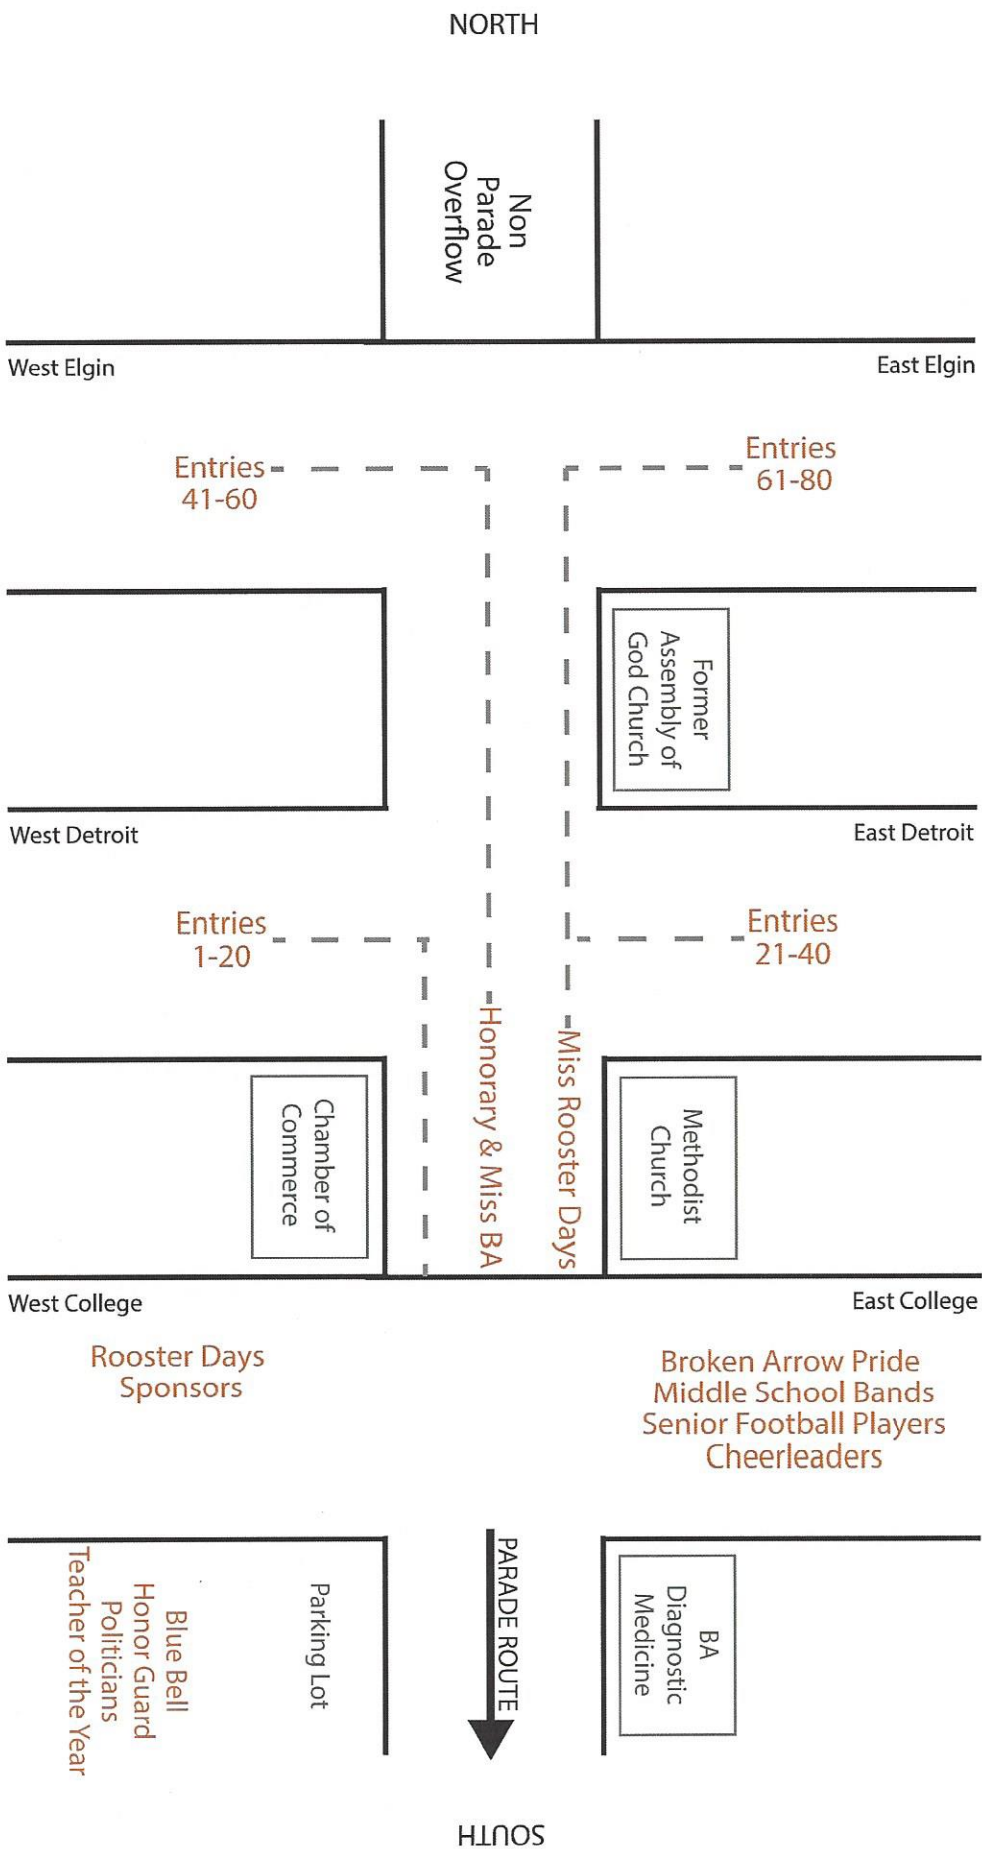 NORTH
Non
Parade
Overflow
West Elgin
East Elgin
Entries
41-60
Entries
61-80
Former
Assembly of
God Church
West Detroit
East Detroit
Entries
1-20
Entries
21-40
Honorary & Miss BA
Miss Rooster Days
Chamber of
Commerce
Methodist
Church
West College
East College
Rooster Days
Sponsors
Broken Arrow Pride
Middle School Bands
Senior Football Players
Cheerleaders
Blue Bell
Honor Guard
Politicians
Teacher of the Year
Parking Lot
PARADE ROUTE
BA
Diagnostic
Medicine
SOUTH